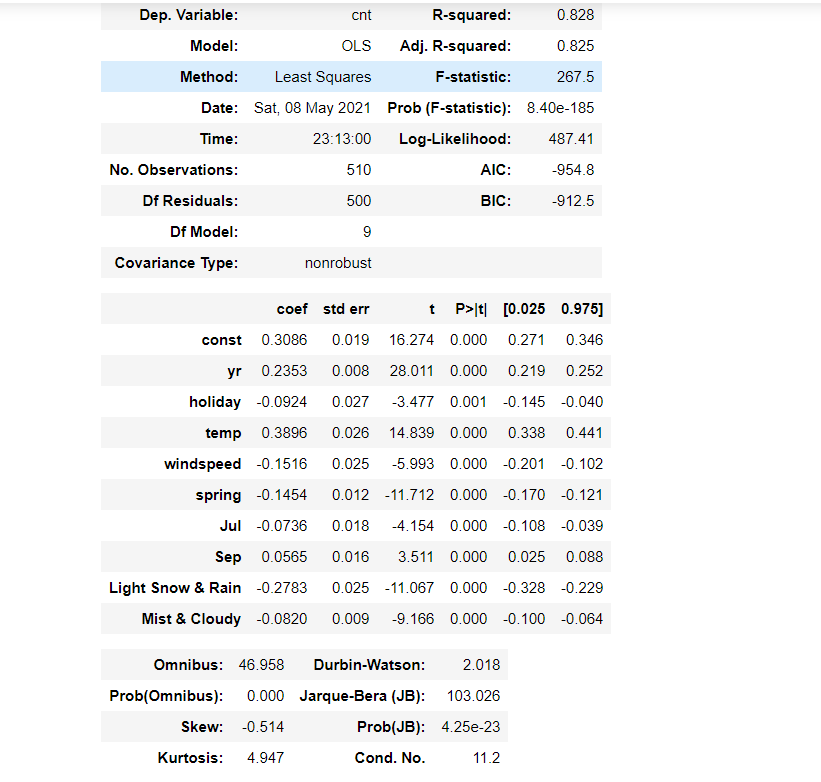 Dep. Variable: cnt R-squared: 0.828
Model: OLS Adj. R-squared: 0.825
Method: Least Squares F-statistic: 267.5
Date: Sat, 08 May 2021 Prob (F-statistic): 8.40e-185
Time: 23:13:00 Log-Likelihood: 487.41
No. Observations: 510 AIC: -954.8
Df Residuals: 500 BIC: -912.5
Df Model: 9
Covariance Type: nonrobust
coef std err t P>|t| [0.025 0.975]
const 0.3086 0.019 16.274 0.000 0.271 0.346
yr 0.2353 0.008 28.011 0.000 0.219 0.252
holiday -0.0924 0.027 -3.477 0.001 -0.145 -0.040
temp 0.3896 0.026 14.839 0.000 0.338 0.441
windspeed -0.1516 0.025 -5.993 0.000 -0.201 -0.102
spring -0.1454 0.012 -11.712 0.000 -0.170 -0.121
Jul -0.0736 0.018 -4.154 0.000 -0.108 -0.039
Sep 0.0565 0.016 3.511 0.000 0.025 0.088
Light Snow & Rain -0.2783 0.025 -11.067 0.000 -0.328 -0.229
Mist & Cloudy -0.0820 0.009 -9.166 0.000 -0.100 -0.064
Omnibus: 46.958 Durbin-Watson: 2.018
Prob(Omnibus): 0.000 Jarque-Bera (JB): 103.026
Skew: -0.514 Prob(JB): 4.25e-23
Kurtosis: 4.947 Cond. No. 11.2